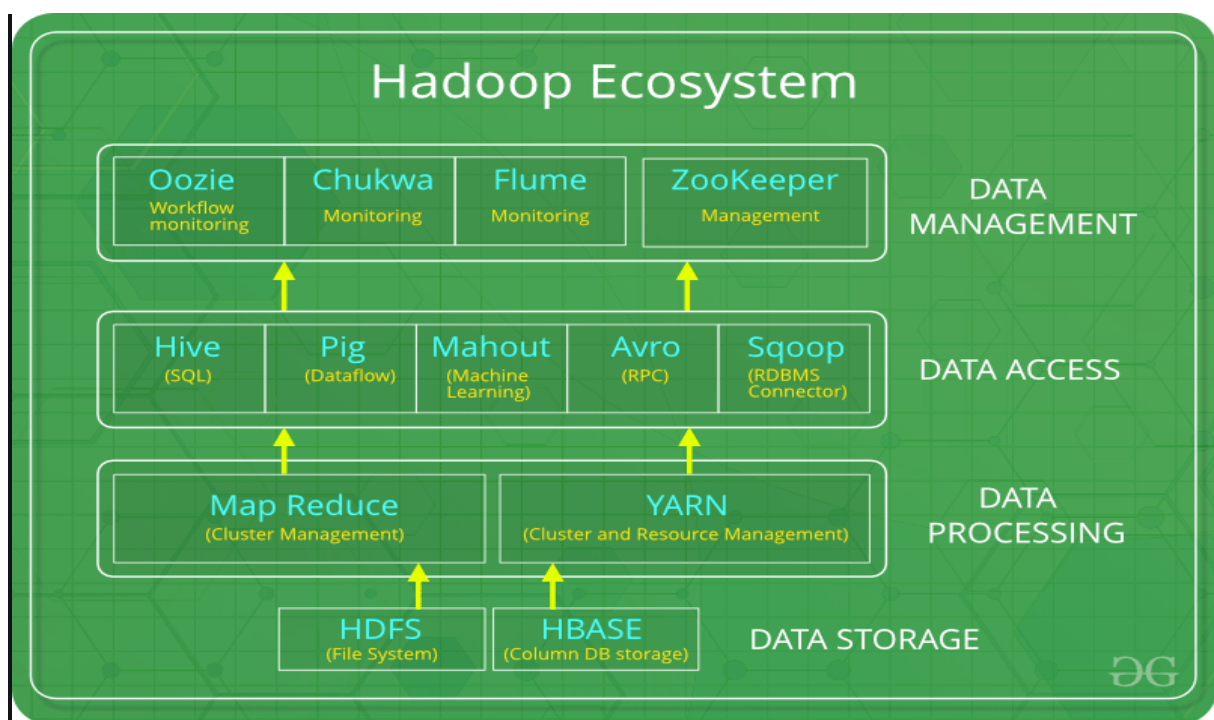 Hadoop Ecosystem
Oozie
Workflow
monitoring
Chukwa
Monitoring
Flume
Monitoring
ZooKeeper
Management
DATA
MANAGEMENT
Hive
(SQL)
Pig
(Dataflow)
Mahout
(Machine
Learning)
Avro
(RPC)
Sqoop
(RDBMS
Connector)
DATA ACCESS
Map Reduce
(Cluster Management)
YARN
(Cluster and Resource Management)
DATA
PROCESSING
HDFS
(File System)
HBASE
(Column DB storage)
DATA STORAGE